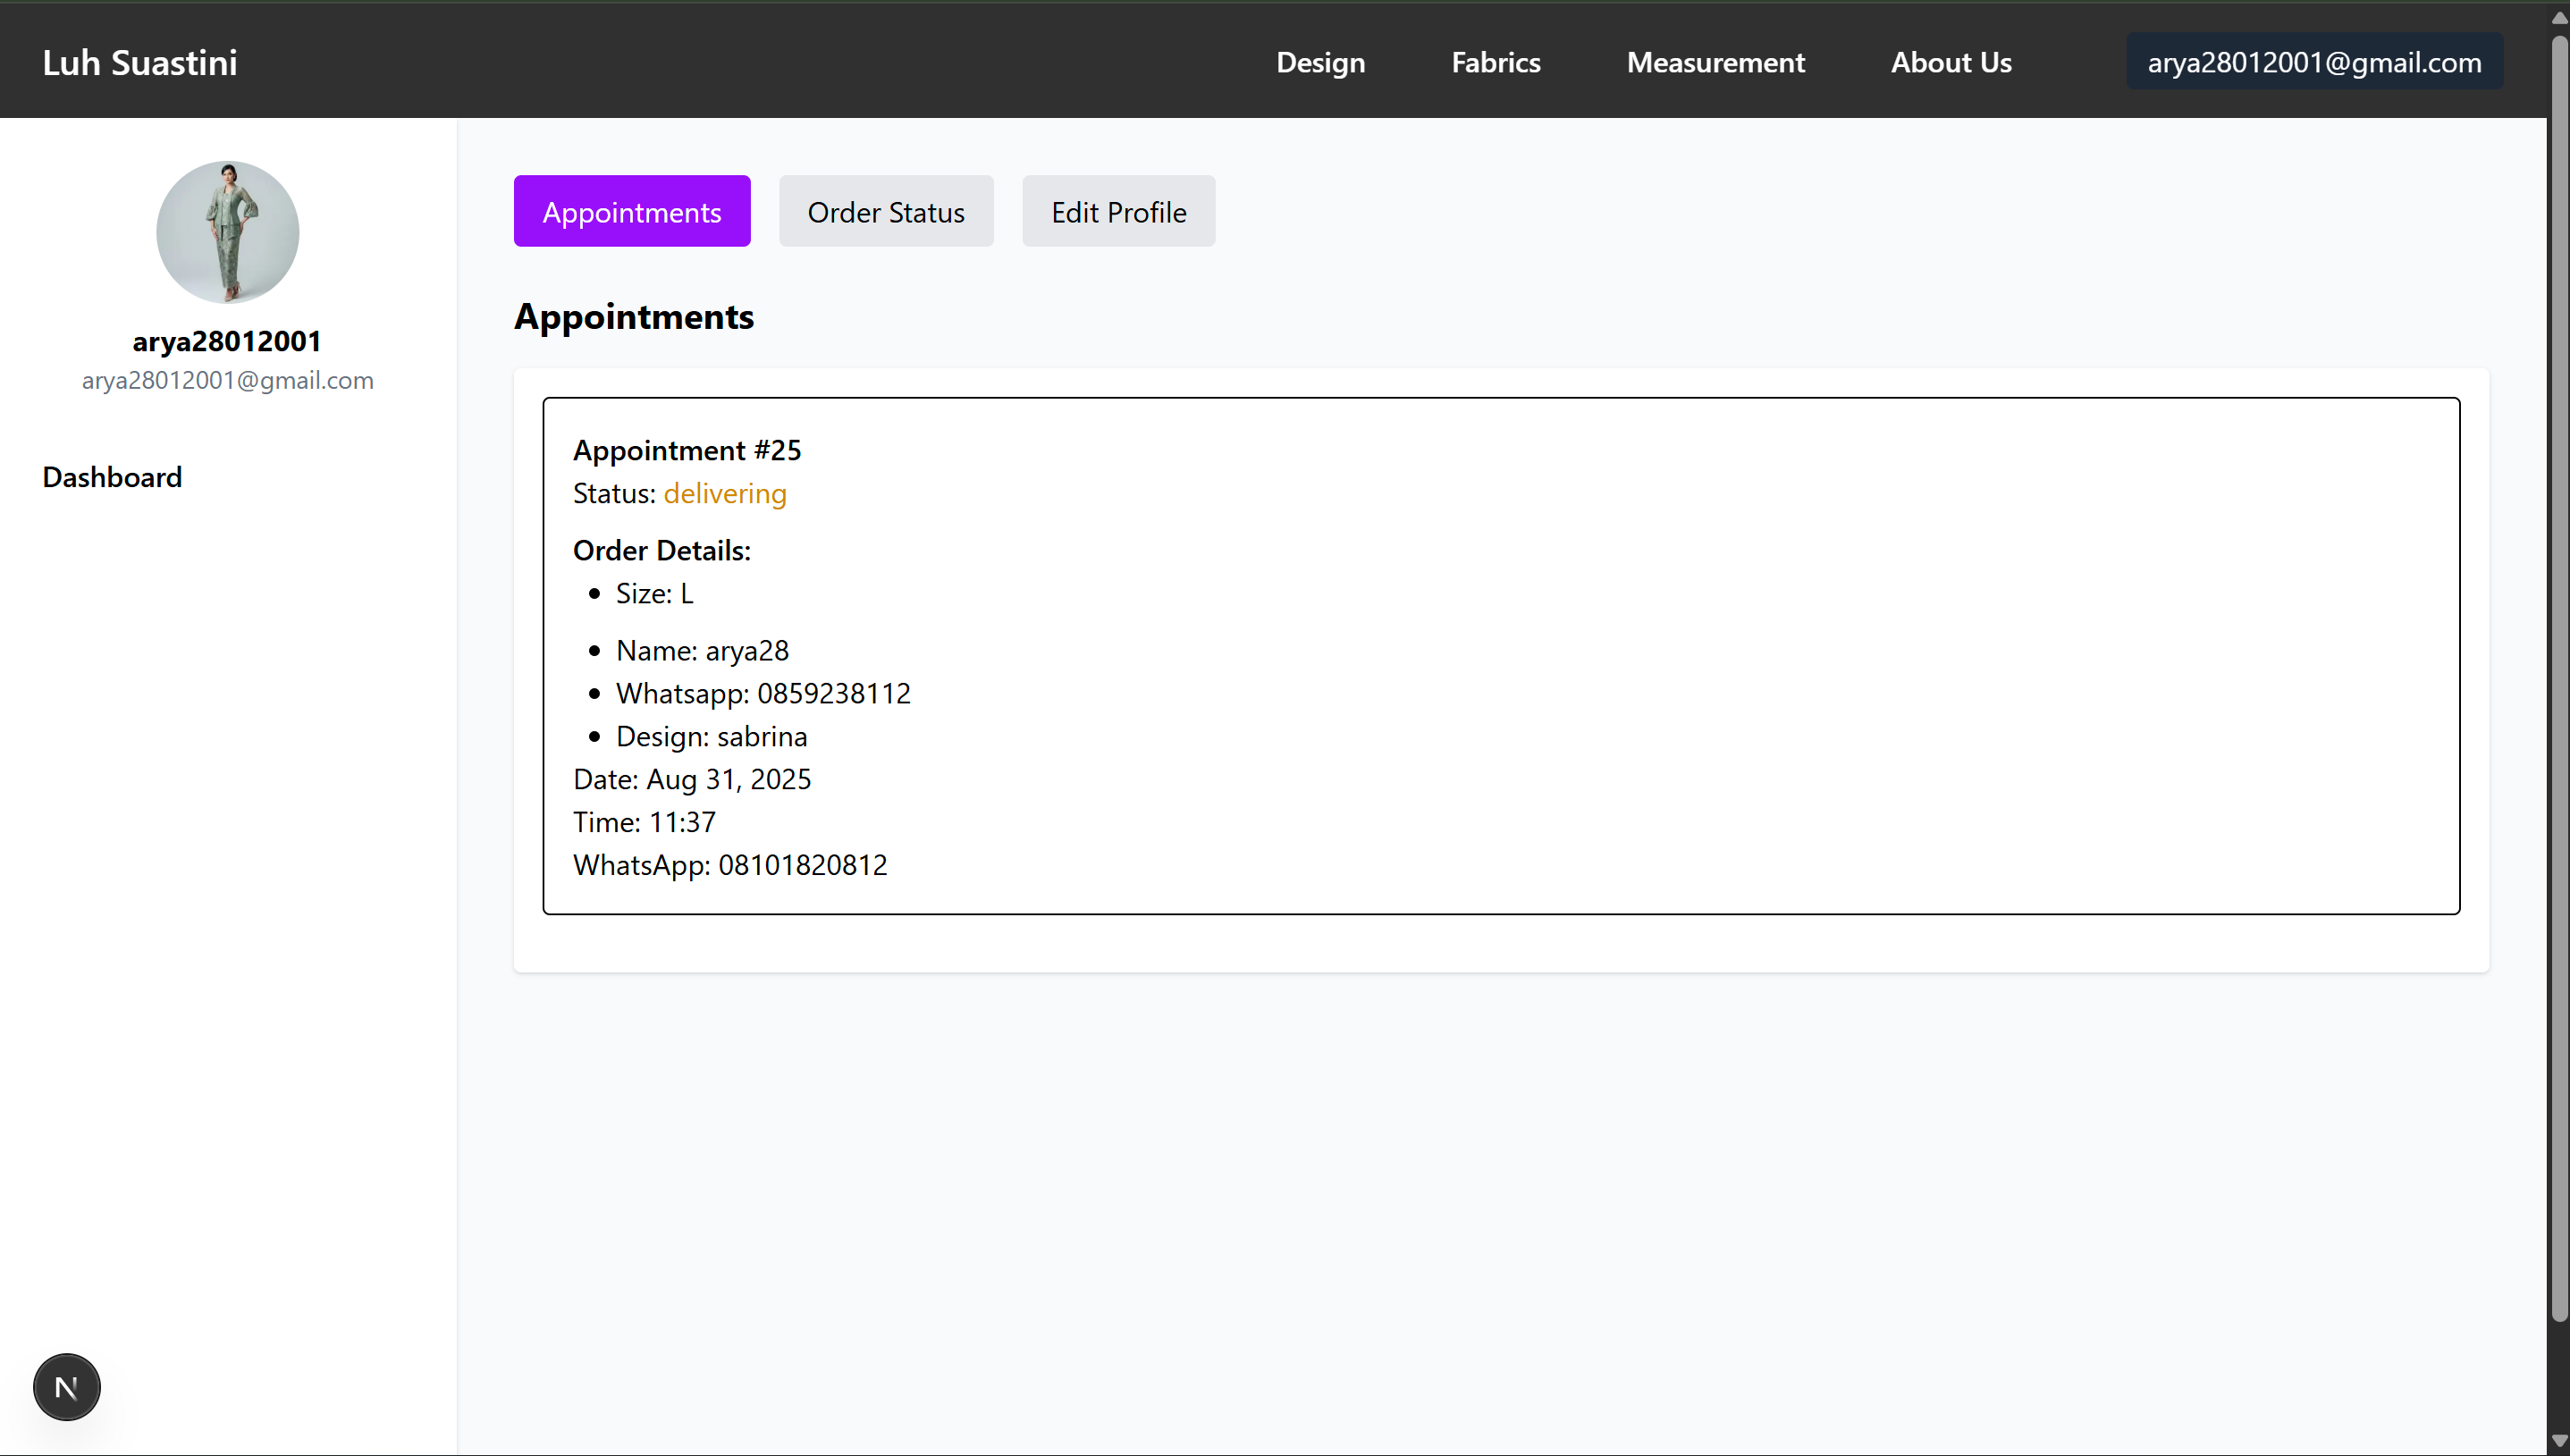 Luh Suastini
Design
Fabrics
Measurement
About Us
arya28012001@gmail.com
arya28012001
arya28012001@gmail.com
Dashboard
Appointments
Order Status
Edit Profile
Appointments
Appointment #25
Status: delivering
Order Details:
Size: L
Name: arya28
Whatsapp: 0859238112
Design: sabrina
Date: Aug 31, 2025
Time: 11:37
WhatsApp: 08101820812
N